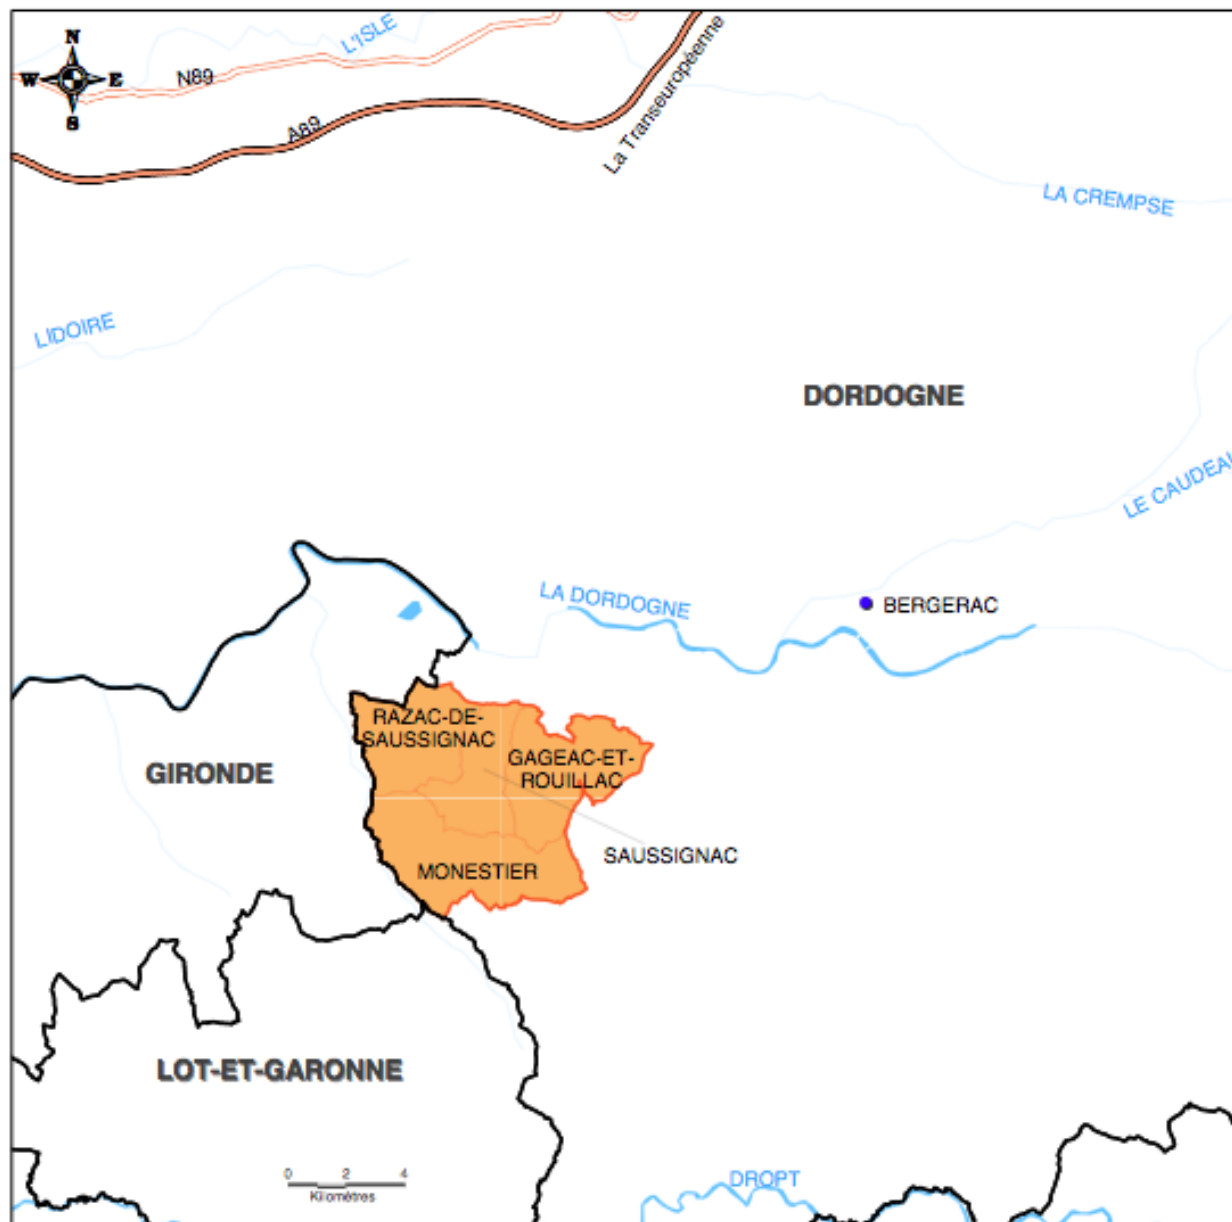 N
W E
S
L'ISLE
N89
A89
La Transeuropéenne
LA CREMPSE
LIDOIRE
DORDOGNE
LE CAUDEAU
LA DORDOGNE
BERGERAC
RAZAC-DE-
SAUSSIGNAC
GAGEAC-ET-
ROUILLAC
GIRONDE
SAUSSIGNAC
MONESTIER
LOT-ET-GARONNE
0 2 4
Kilomètres
DROPT